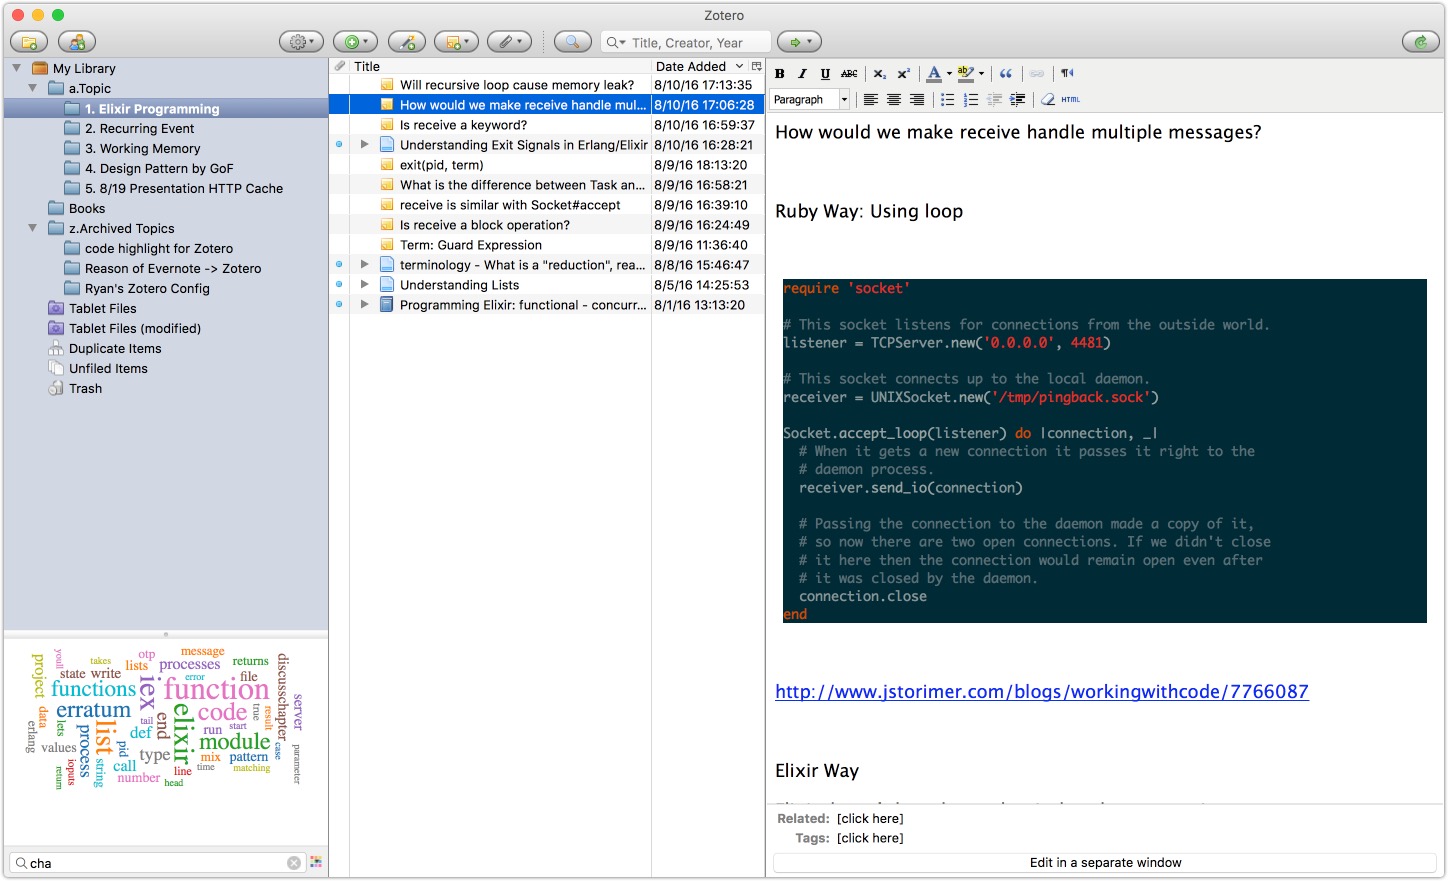 Zotero
Title, Creator, Year
My Library
a.Topic
1. Elixir Programming
2. Recurring Event
3. Working Memory
4. Design Pattern by GoF
5. 8/19 Presentation HTTP Cache
Books
z.Archived Topics
code highlight for Zotero
Reason of Evernote -> Zotero
Ryan's Zotero Config
Tablet Files
Tablet Files (modified)
Duplicate Items
Unfiled Items
Trash
project
youll
takes
otp
message
state write
lists
processes
returns
discusschapter
error
file
functions
iex
function
server
data
erratum
code
true
result
lets
tail
end
elixir
run
start
erlang
values
process
list
pid
def
module
case
parameter
type
mix
pattern
return
inputs
string
call
line
time
matching
number
head
cha
Title Date Added
Will recursive loop cause memory leak? 8/10/16 17:13:35
How would we make receive handle mul... 8/10/16 17:06:28
Is receive a keyword? 8/10/16 16:59:37
Understanding Exit Signals in Erlang/Elixir 8/10/16 16:28:21
exit(pid, term) 8/9/16 18:13:20
What is the difference between Task an... 8/9/16 16:58:21
receive is similar with Socket#accept 8/9/16 16:39:10
Is receive a block operation? 8/9/16 16:24:49
Term: Guard Expression 8/9/16 11:36:40
terminology - What is a "reduction", rea... 8/8/16 15:46:47
Understanding Lists 8/5/16 14:25:53
Programming Elixir: functional - concurr... 8/1/16 13:13:20
B I U ABC x₂ x² A ab
Paragraph HTML
How would we make receive handle multiple messages?
Ruby Way: Using loop
require 'socket'
# This socket listens for connections from the outside world.
listener = TCPServer.new('0.0.0.0', 4481)
# This socket connects up to the local daemon.
receiver = UNIXSocket.new('/tmp/pingback.sock')
Socket.accept_loop(listener) do |connection, _|
# When it gets a new connection it passes it right to the
# daemon process.
receiver.send_io(connection)
# Passing the connection to the daemon made a copy of it,
# so now there are two open connections. If we didn't close
# it here then the connection would remain open even after
# it was closed by the daemon.
connection.close
end
http://www.jstorimer.com/blogs/workingwithcode/7766087
Elixir Way
Related: [click here]
Tags: [click here]
Edit in a separate window